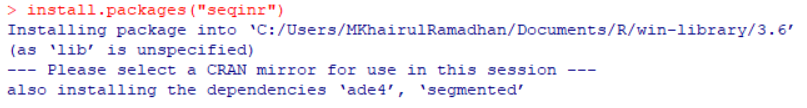 > install.packages("seqinr")
Installing package into ‘C:/Users/MKhairulRamadhan/Documents/R/win-library/3.6’
(as ‘lib’ is unspecified)
--- Please select a CRAN mirror for use in this session ---
also installing the dependencies ‘ade4’, ‘segmented’